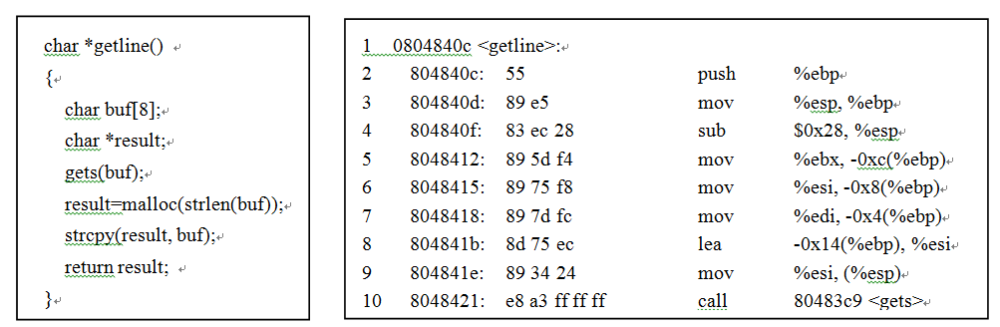 char *getline()
{
char buf[8];
char *result;
gets(buf);
result=malloc(strlen(buf));
strcpy(result, buf);
return result;
}
1 0804840c <getline>:
2 804840c: 55 push %ebp
3 804840d: 89 e5 mov %esp, %ebp
4 804840f: 83 ec 28 sub $0x28, %esp
5 8048412: 89 5d f4 mov %ebx, -0xc(%ebp)
6 8048415: 89 75 f8 mov %esi, -0x8(%ebp)
7 8048418: 89 7d fc mov %edi, -0x4(%ebp)
8 804841b: 8d 75 ec lea -0x14(%ebp), %esi
9 804841e: 89 34 24 mov %esi, (%esp)
10 8048421: e8 a3 ff ff ff call 80483c9 <gets>